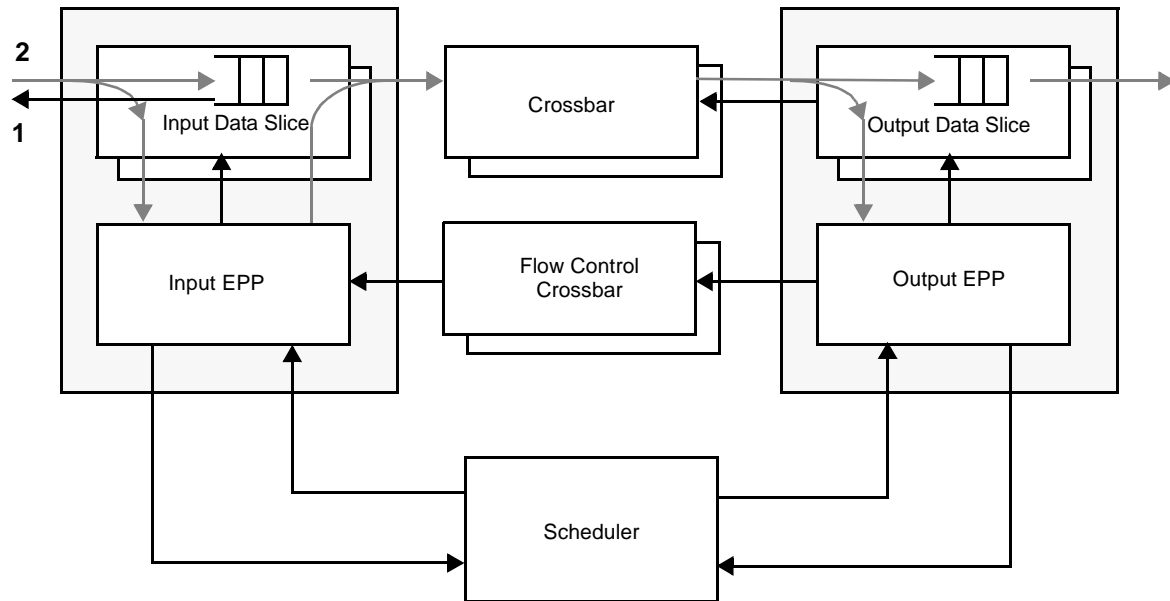 2
1
Input Data Slice
Crossbar
Output Data Slice
Input EPP
Flow Control
Crossbar
Output EPP
Scheduler